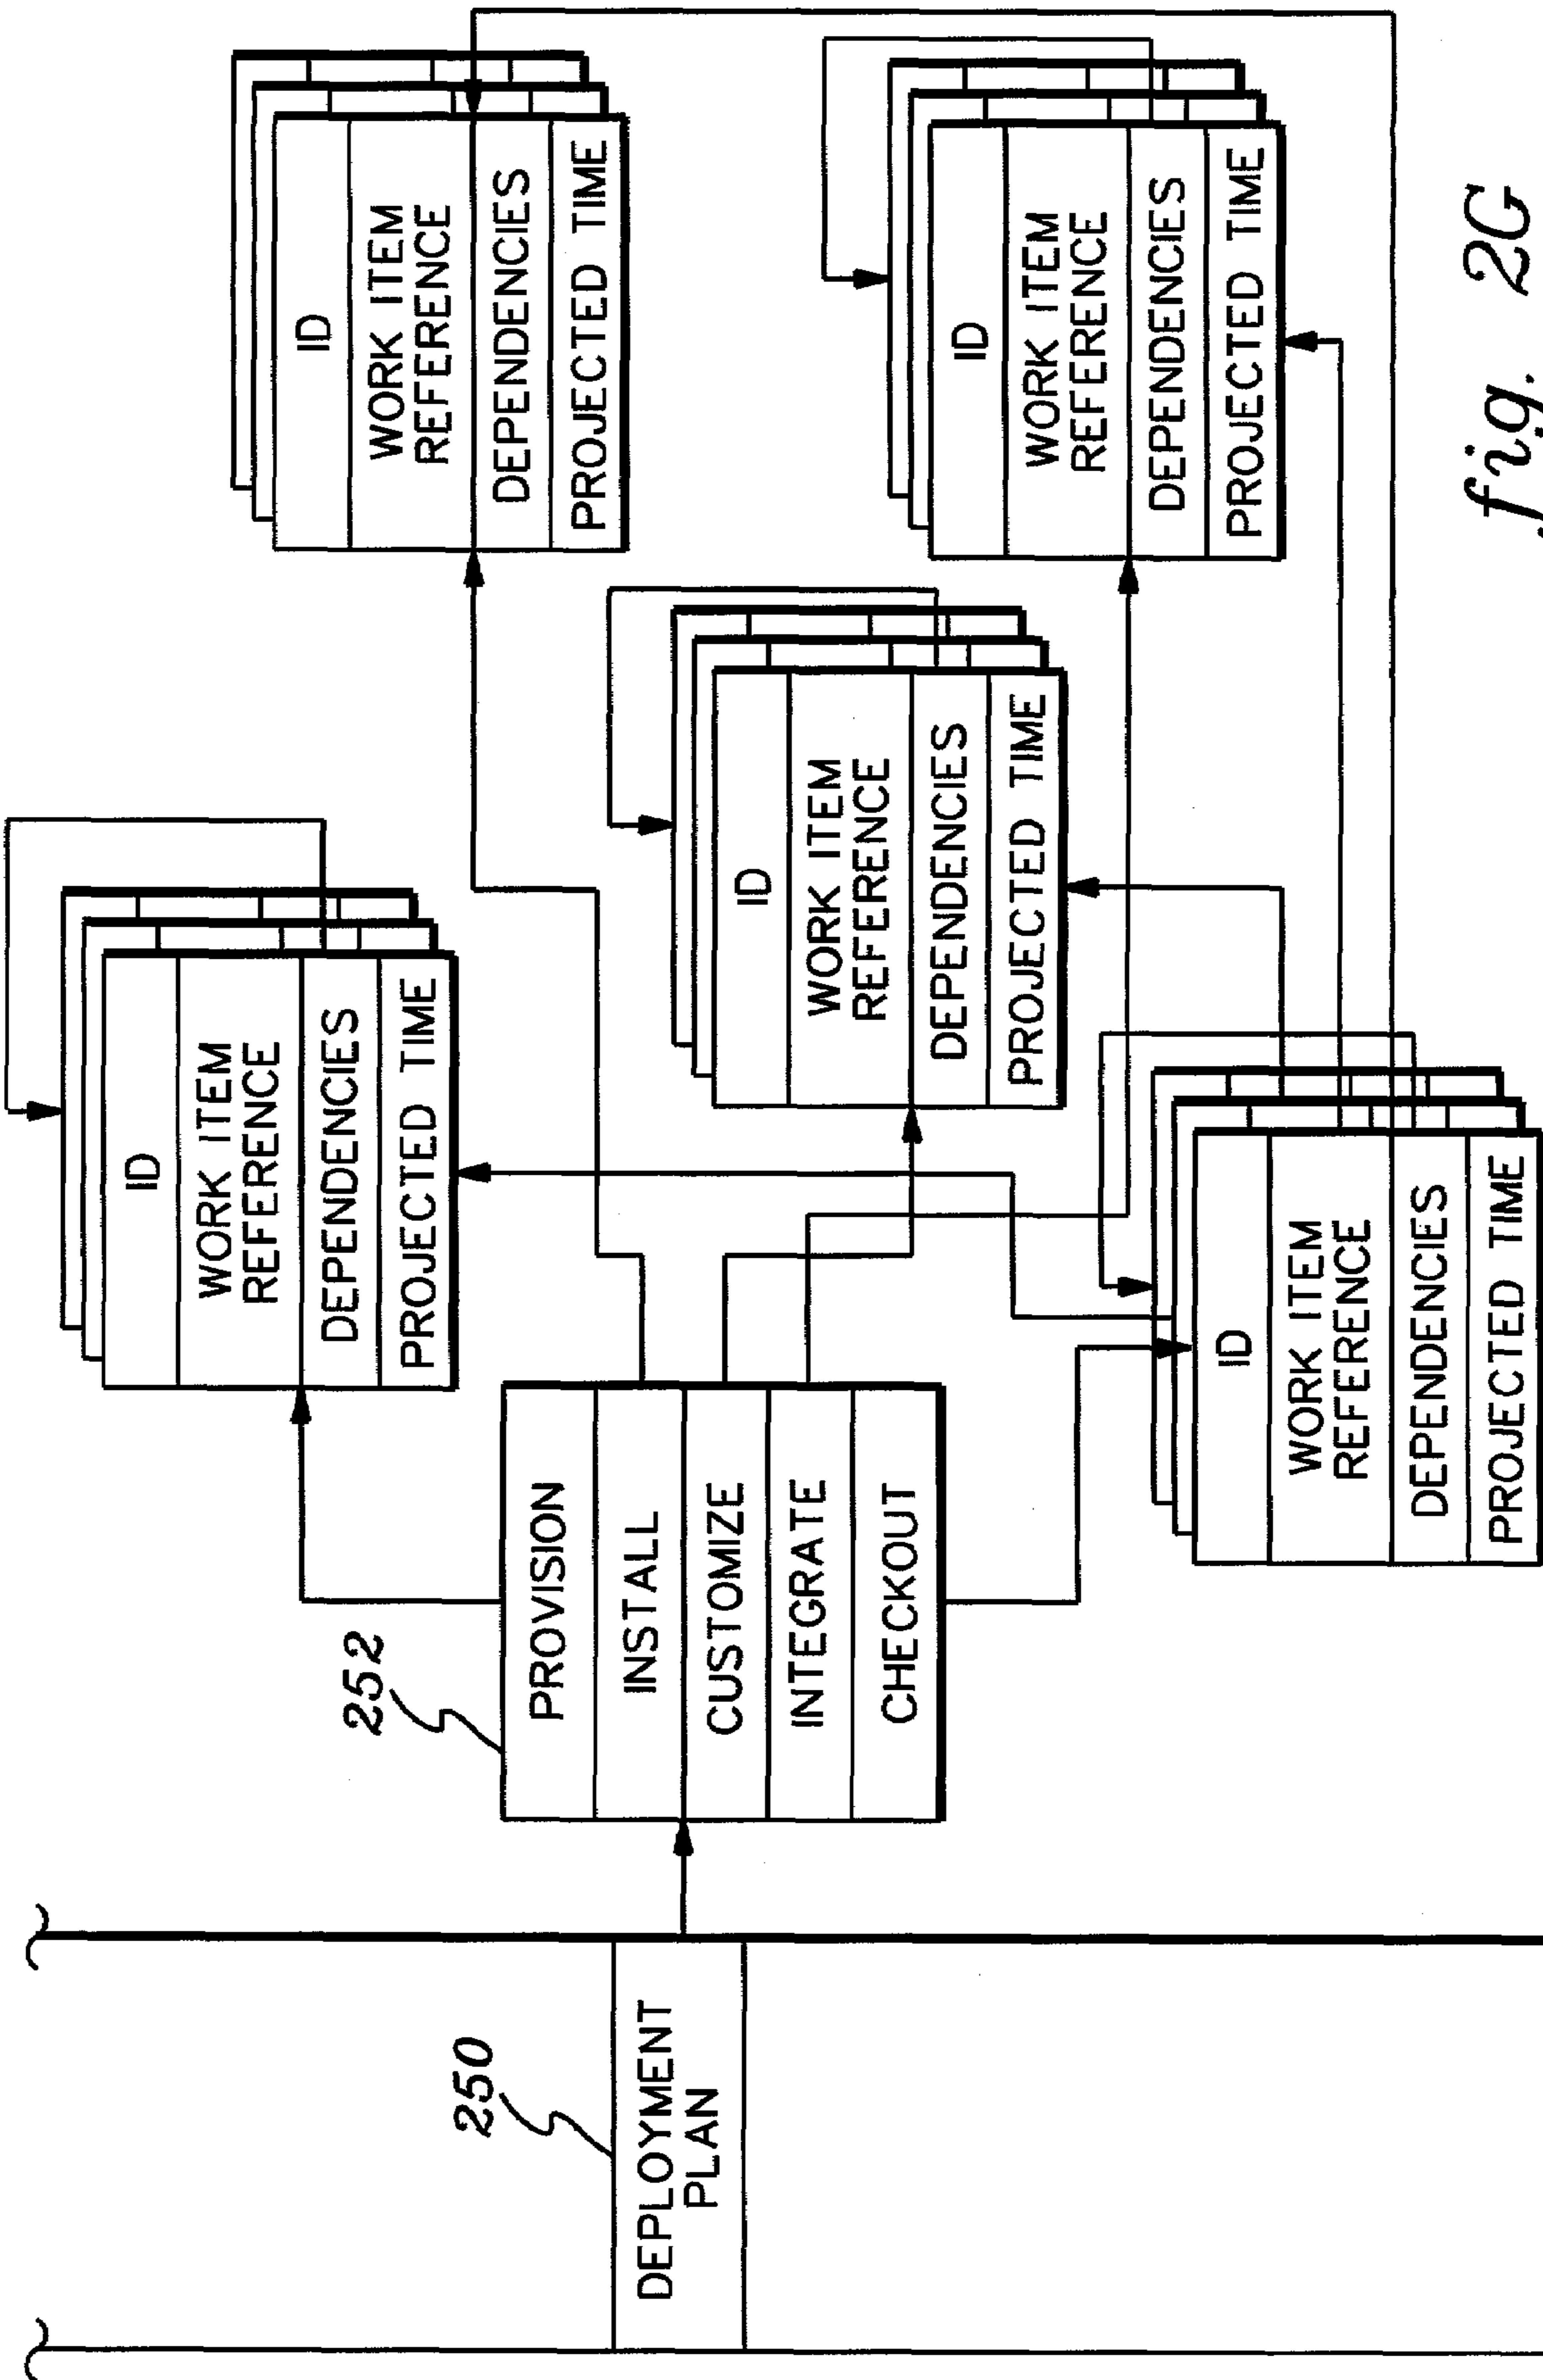 250
DEPLOYMENT
PLAN
252
PROVISION
INSTALL
CUSTOMIZE
INTEGRATE
CHECKOUT
ID
WORK ITEM
REFERENCE
DEPENDENCIES
PROJECTED TIME
ID
WORK ITEM
REFERENCE
DEPENDENCIES
PROJECTED TIME
ID
WORK ITEM
REFERENCE
DEPENDENCIES
PROJECTED TIME
ID
WORK ITEM
REFERENCE
DEPENDENCIES
PROJECTED TIME
ID
WORK ITEM
REFERENCE
DEPENDENCIES
PROJECTED TIME
fig. 2G